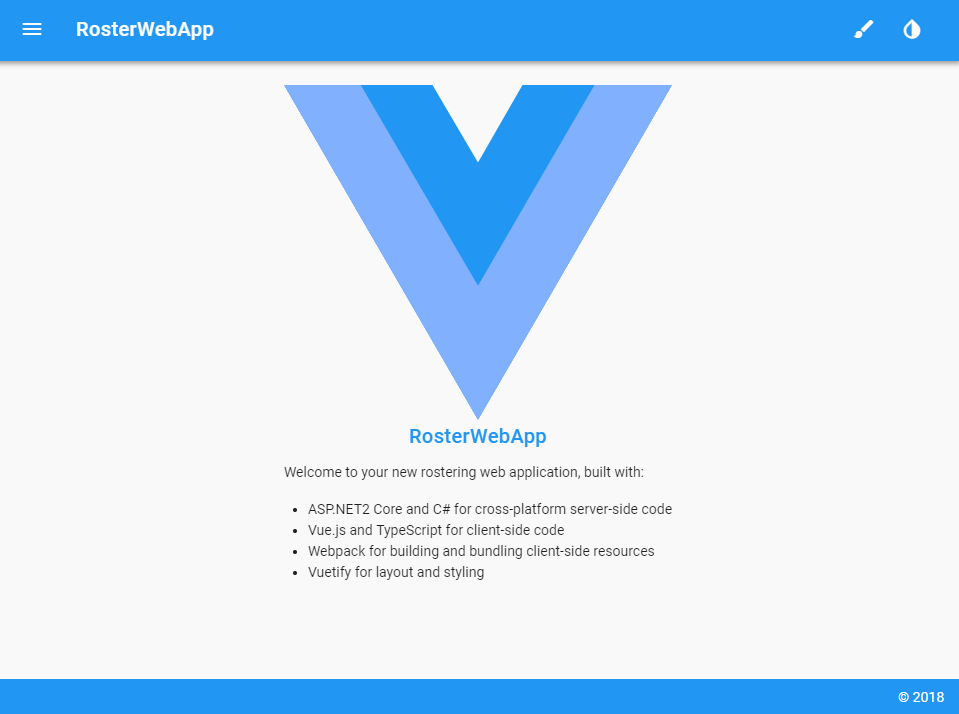 RosterWebApp
RosterWebApp
Welcome to your new rostering web application, built with:
• ASP.NET2 Core and C# for cross-platform server-side code
• Vue.js and TypeScript for client-side code
• Webpack for building and bundling client-side resources
• Vuetify for layout and styling
© 2018